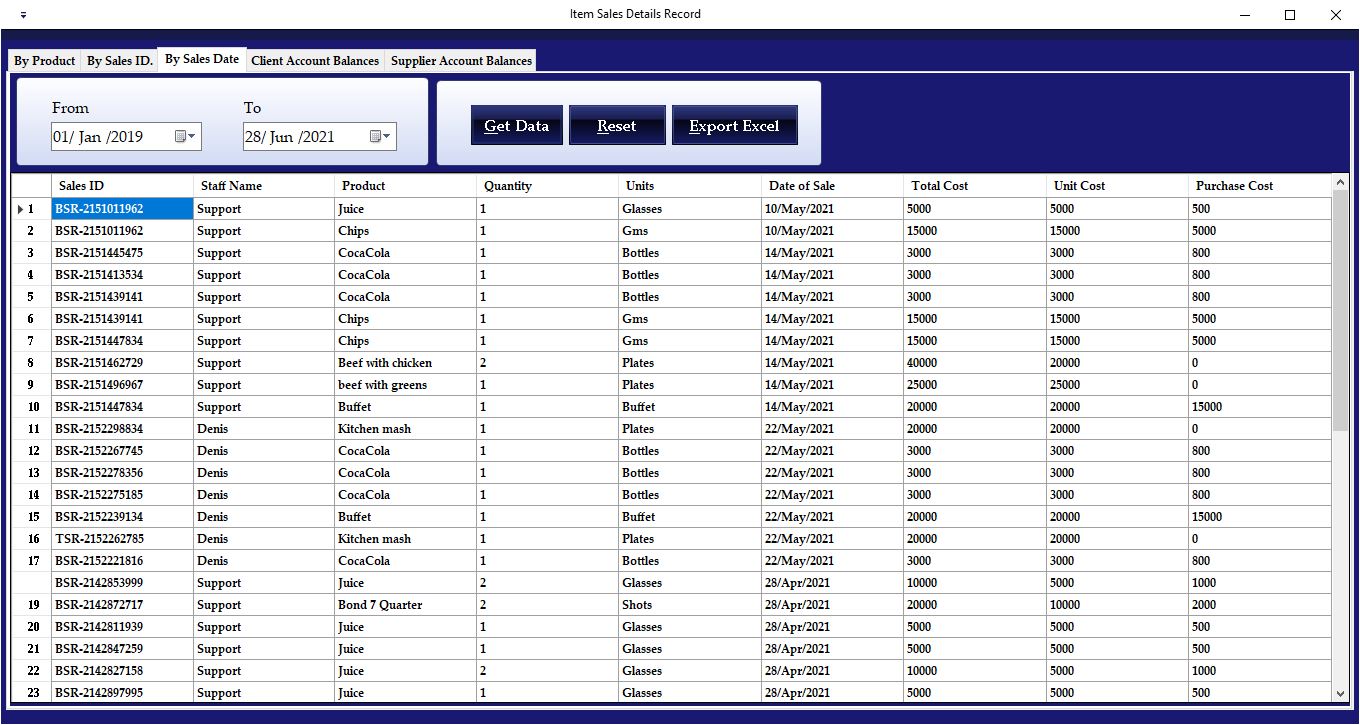 Item Sales Details Record
By Product By Sales ID. By Sales Date Client Account Balances Supplier Account Balances
From To
01/ Jan /2019 28/ Jun /2021 Get Data Reset Export Excel
Sales ID Staff Name Product Quantity Units Date of Sale Total Cost Unit Cost Purchase Cost
1 BSR-2151011962 Support Juice 1 Glasses 10/May/2021 5000 5000 500
2 BSR-2151011962 Support Chips 1 Gms 10/May/2021 15000 15000 5000
3 BSR-2151445475 Support CocaCola 1 Bottles 14/May/2021 3000 3000 800
4 BSR-2151413534 Support CocaCola 1 Bottles 14/May/2021 3000 3000 800
5 BSR-2151439141 Support CocaCola 1 Bottles 14/May/2021 3000 3000 800
6 BSR-2151439141 Support Chips 1 Gms 14/May/2021 15000 15000 5000
7 BSR-2151447834 Support Chips 1 Gms 14/May/2021 15000 15000 5000
8 BSR-2151462729 Support Beef with chicken 2 Plates 14/May/2021 40000 20000 0
9 BSR-2151496967 Support beef with greens 1 Plates 14/May/2021 25000 25000 0
10 BSR-2151447834 Support Buffet 1 Buffet 14/May/2021 20000 20000 15000
11 BSR-2152298834 Denis Kitchen mash 1 Plates 22/May/2021 20000 20000 0
12 BSR-2152267745 Denis CocaCola 1 Bottles 22/May/2021 3000 3000 800
13 BSR-2152278356 Denis CocaCola 1 Bottles 22/May/2021 3000 3000 800
14 BSR-2152275185 Denis CocaCola 1 Bottles 22/May/2021 3000 3000 800
15 BSR-2152239134 Denis Buffet 1 Buffet 22/May/2021 20000 20000 15000
16 TSR-2152262785 Denis Kitchen mash 1 Plates 22/May/2021 20000 20000 0
17 BSR-2152221816 Denis CocaCola 1 Bottles 22/May/2021 3000 3000 800
BSR-2142853999 Support Juice 2 Glasses 28/Apr/2021 10000 5000 1000
19 BSR-2142872717 Support Bond 7 Quarter 2 Shots 28/Apr/2021 20000 10000 2000
20 BSR-2142811939 Support Juice 1 Glasses 28/Apr/2021 5000 5000 500
21 BSR-2142847259 Support Juice 1 Glasses 28/Apr/2021 5000 5000 500
22 BSR-2142827158 Support Juice 2 Glasses 28/Apr/2021 10000 5000 1000
23 BSR-2142897995 Support Juice 1 Glasses 28/Apr/2021 5000 5000 500